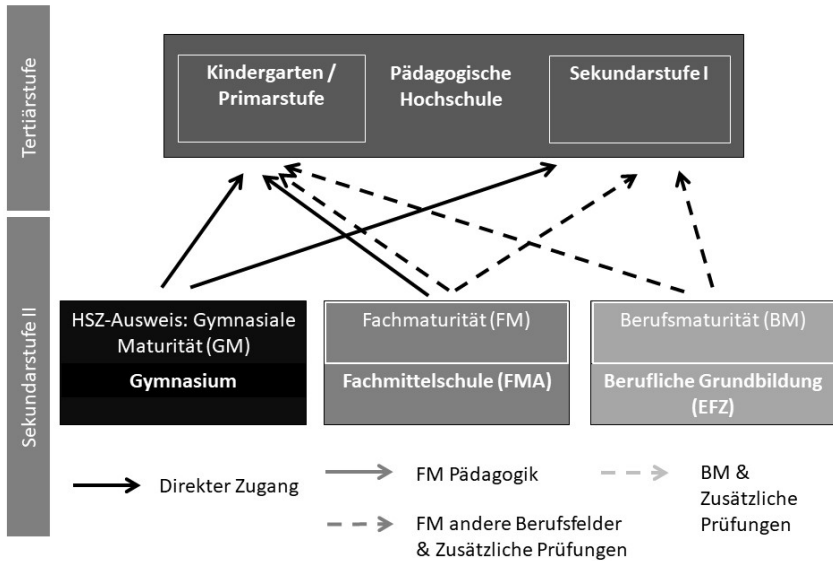 Tertiärstufe
Kindergarten /
Primarstufe
Pädagogische
Hochschule
Sekundarstufe I
Sekundarstufe II
HSZ-Ausweis: Gymnasiale
Maturität (GM)
Gymnasium
Fachmaturität (FM)
Fachmittelschule (FMA)
Berufsmaturität (BM)
Berufliche Grundbildung
(EFZ)
Direkter Zugang
FM Pädagogik
FM andere Berufsfelder
& Zusätzliche Prüfungen
BM &
Zusätzliche
Prüfungen